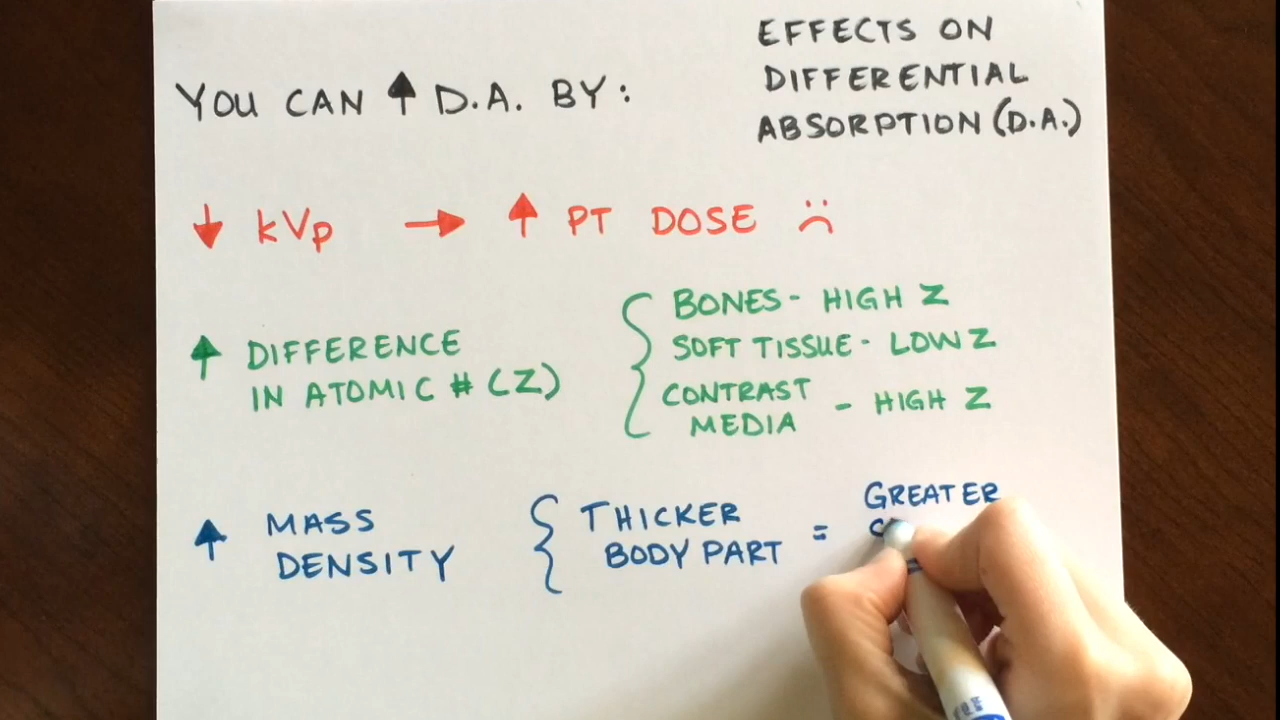 EFFECTS ON
DIFFERENTIAL
ABSORPTION (D.A.)
YOU CAN ↑ D.A. BY:
↓ kVp → ↑ PT DOSE ☹
↑ DIFFERENCE
IN ATOMIC # (Z)
BONES - HIGH Z
SOFT TISSUE - LOW Z
CONTRAST
MEDIA - HIGH Z
↑ MASS
DENSITY
THICKER
BODY PART =
GREATER